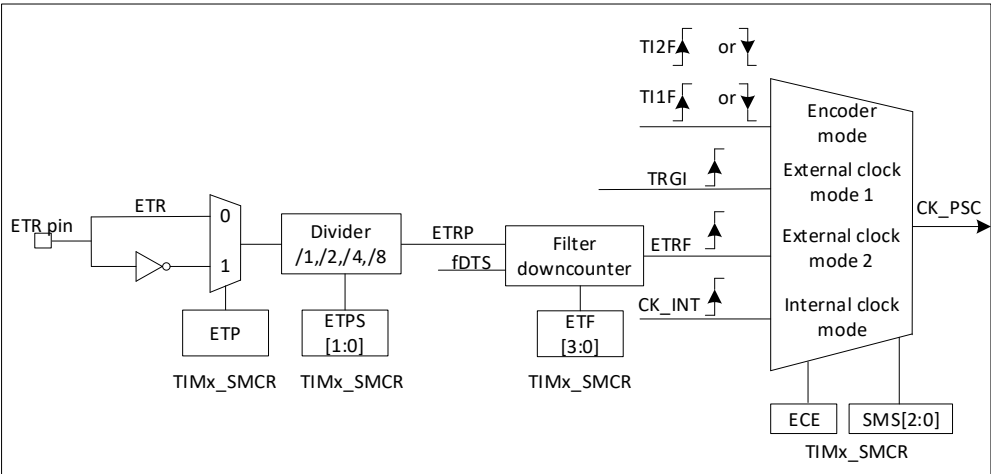 TI2F or
TI1F or
Encoder
mode
TRGI
External clock
mode 1
CK_PSC
ETR pin
ETR
0
1
Divider
/1,/2,/4,/8
ETRP
fDTS
Filter
downcounter
ETRF
External clock
mode 2
CK_INT
Internal clock
mode
ETP
ETPS
[1:0]
ETF
[3:0]
TIMx_SMCR
TIMx_SMCR
TIMx_SMCR
ECE
SMS[2:0]
TIMx_SMCR